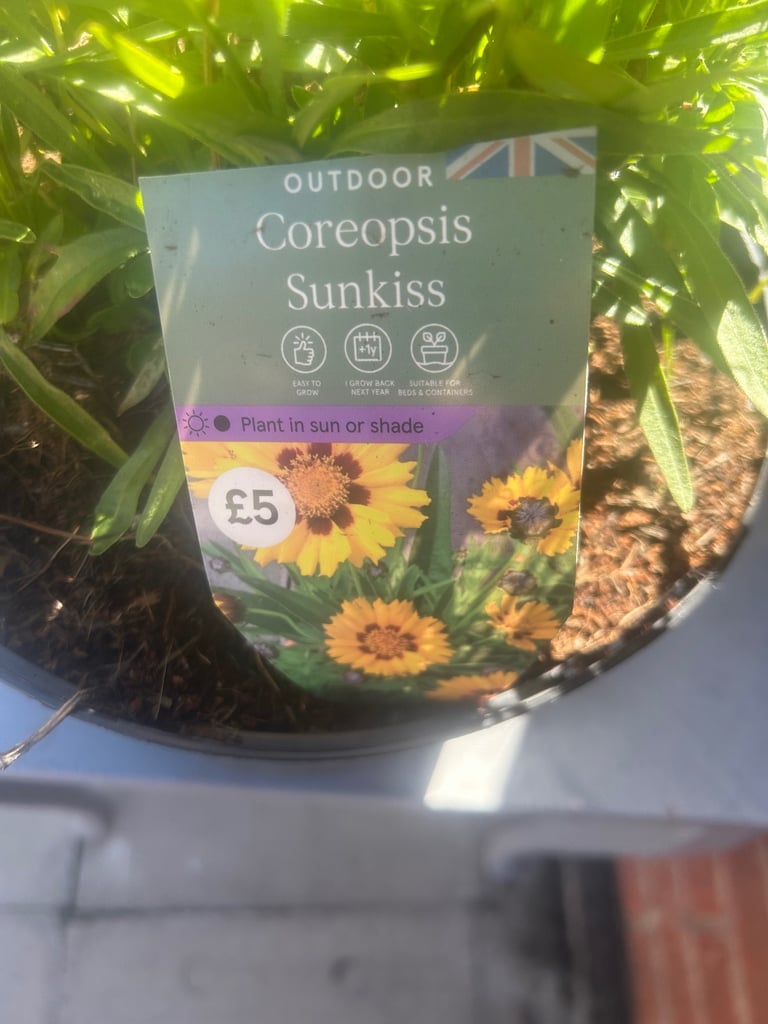 OUTDOOR
Coreopsis
Sunkiss
+1y
EASY TO
GROW
I GROW BACK
NEXT YEAR
SUITABLE FOR
BEDS & CONTAINERS
Plant in sun or shade
£5